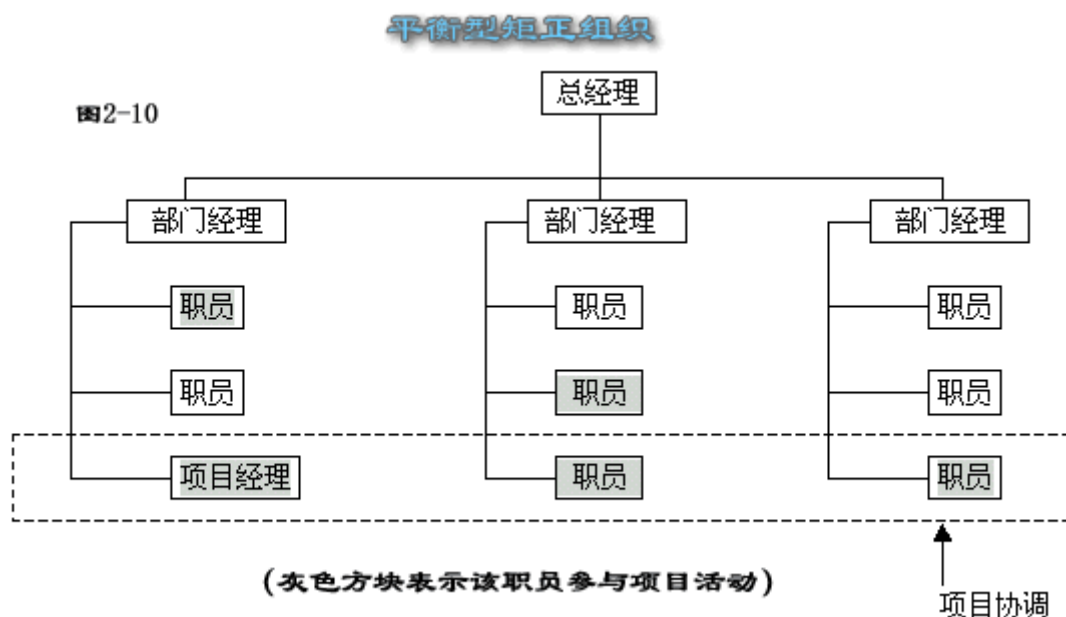 平衡型矩正组织
总经理
图2-10
部门经理 部门经理 部门经理
职员 职员 职员
职员 职员 职员
项目经理 职员 职员
(灰色方块表示该职员参与项目活动)
项目协调